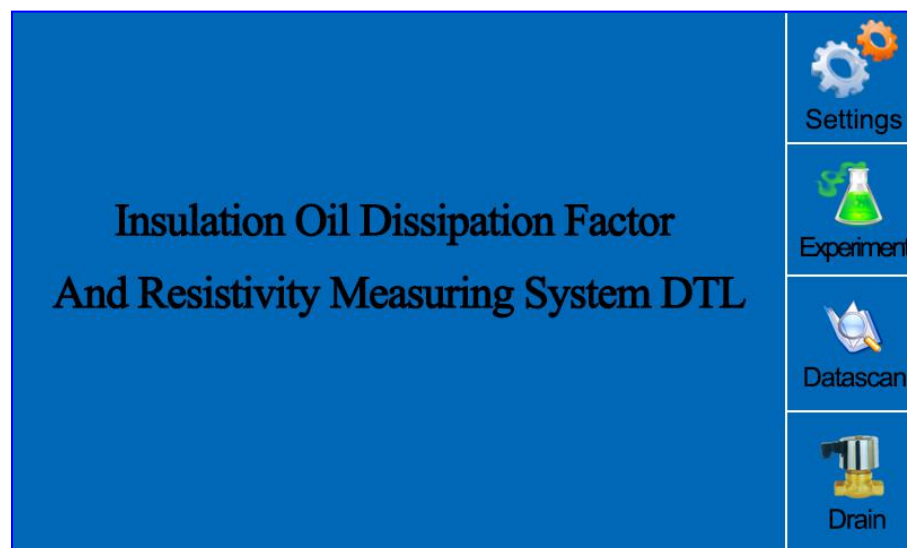 Insulation Oil Dissipation Factor
And Resistivity Measuring System DTL
Settings
Experiment
Datascan
Drain